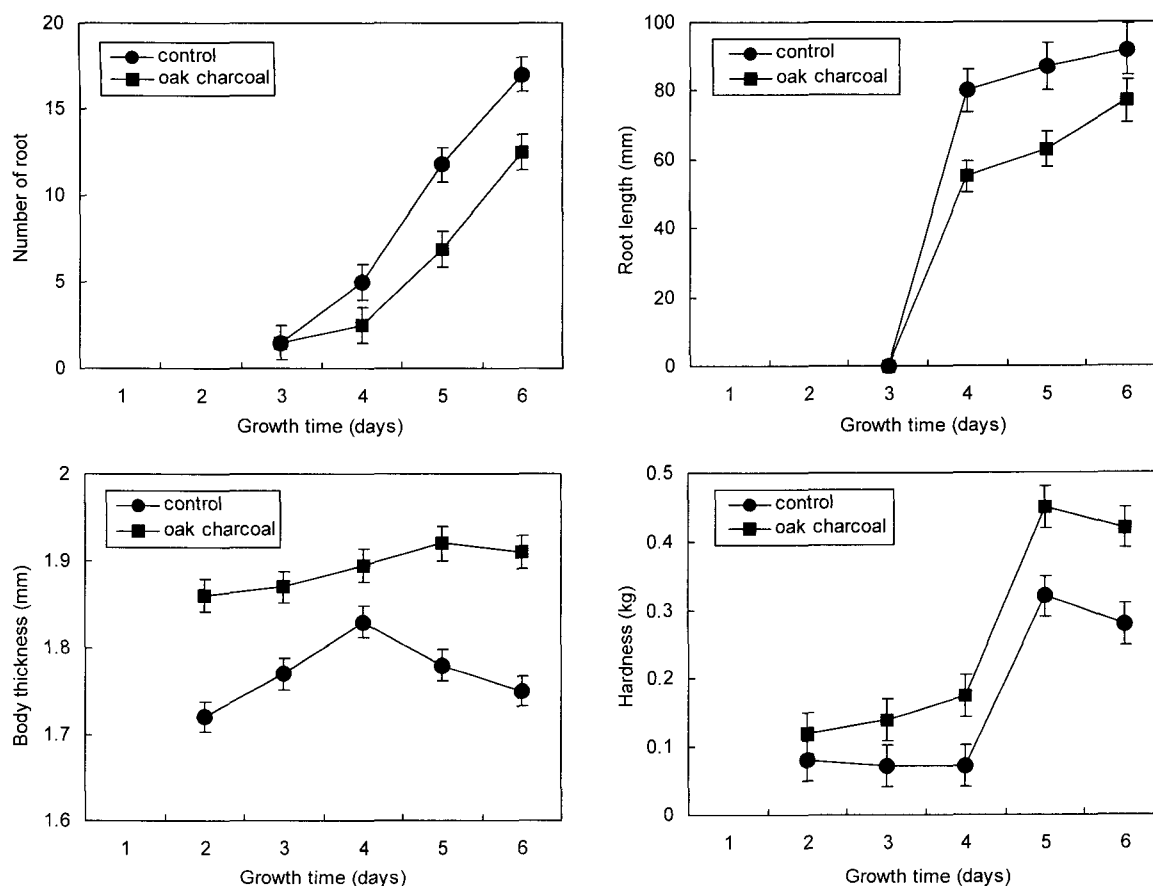 20
15
10
5
0
Number of root
control
oak charcoal
1 2 3 4 5 6
Growth time (days)
100
80
60
40
20
0
Root length (mm)
control
oak charcoal
1 2 3 4 5 6
Growth time (days)
2
1.9
1.8
1.7
1.6
Body thickness (mm)
control
oak charcoal
1 2 3 4 5 6
Growth time (days)
0.5
0.4
0.3
0.2
0.1
0
Hardness (kg)
control
oak charcoal
1 2 3 4 5 6
Growth time (days)